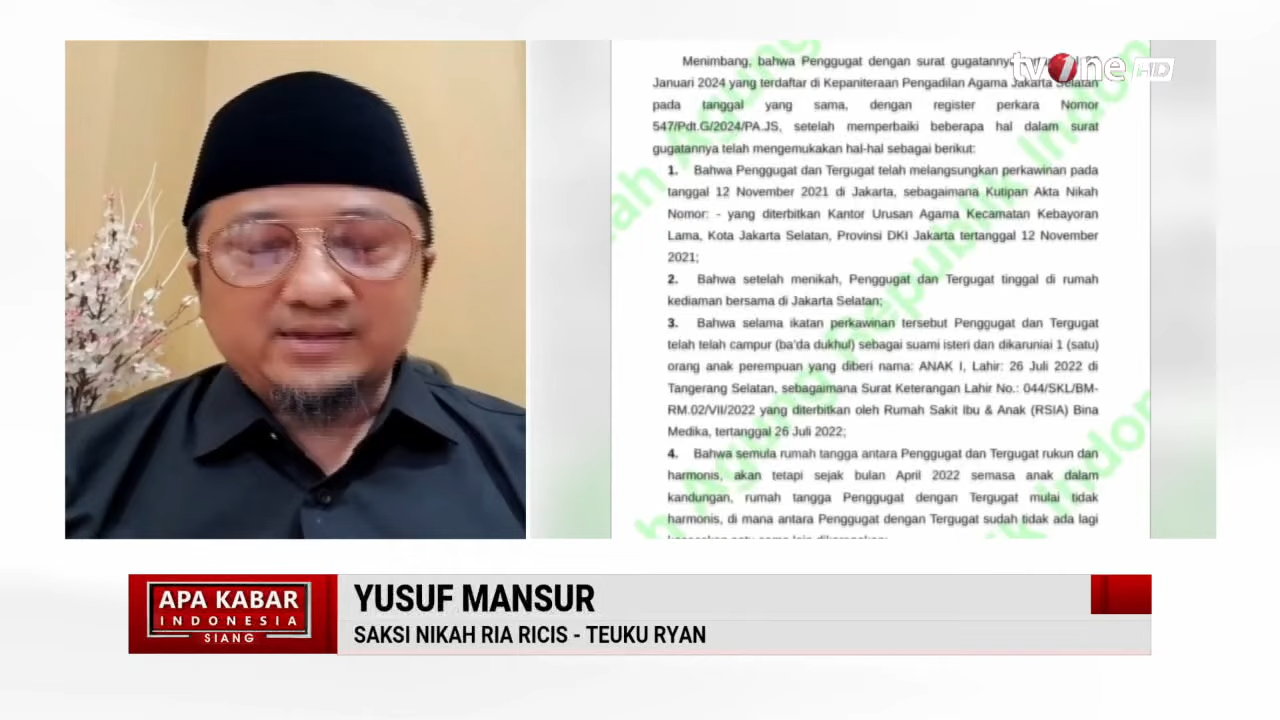 tvOne HD
Menimbang, bahwa Penggugat dengan surat gugatannya
Januari 2024 yang terdaftar di Kepaniteraan Pengadilan Agama Jakarta Selatan
pada tanggal yang sama, dengan register perkara Nomor
547/Pdt.G/2024/PA.JS, setelah memperbaiki beberapa hal dalam surat
gugatannya telah mengemukakan hal-hal sebagai berikut:
1. Bahwa Penggugat dan Tergugat telah melangsungkan perkawinan pada
tanggal 12 November 2021 di Jakarta, sebagaimana Kutipan Akta Nikah
Nomor: - yang diterbitkan Kantor Urusan Agama Kecamatan Kebayoran
Lama, Kota Jakarta Selatan, Provinsi DKI Jakarta tertanggal 12 November
2021;
2. Bahwa setelah menikah, Penggugat dan Tergugat tinggal di rumah
kediaman bersama di Jakarta Selatan;
3. Bahwa selama ikatan perkawinan tersebut Penggugat dan Tergugat
telah telah campur (ba'da dukhul) sebagai suami isteri dan dikaruniai 1 (satu)
orang anak perempuan yang diberi nama: ANAK I, Lahir: 26 Juli 2022 di
Tangerang Selatan, sebagaimana Surat Keterangan Lahir No.: 044/SKL/BM-
RM.02/VII/2022 yang diterbitkan oleh Rumah Sakit Ibu & Anak (RSIA) Bina
Medika, tertanggal 26 Juli 2022;
4. Bahwa semula rumah tangga antara Penggugat dan Tergugat rukun dan
harmonis, akan tetapi sejak bulan April 2022 semasa anak dalam
kandungan, rumah tangga Penggugat dengan Tergugat mulai tidak
harmonis, di mana antara Penggugat dengan Tergugat sudah tidak ada lagi
APA KABAR
INDONESIA
SIANG
YUSUF MANSUR
SAKSI NIKAH RIA RICIS - TEUKU RYAN